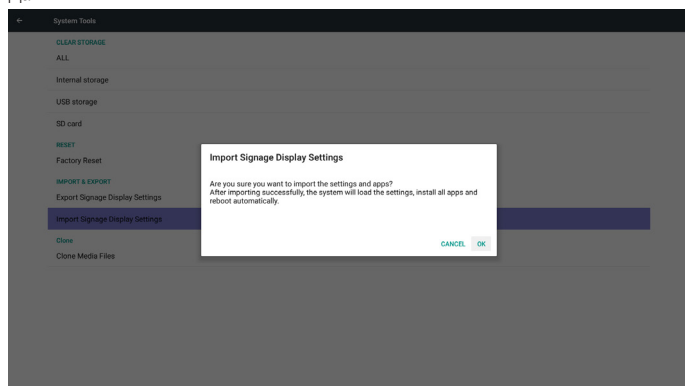 System Tools
CLEAR STORAGE
ALL
Internal storage
USB storage
SD card
RESET
Factory Reset
IMPORT & EXPORT
Export Signage Display Settings
Import Signage Display Settings
Clone
Clone Media Files
Import Signage Display Settings
Are you sure you want to import the settings and apps?
After importing successfully, the system will load the settings, install all apps and
reboot automatically.
CANCEL OK